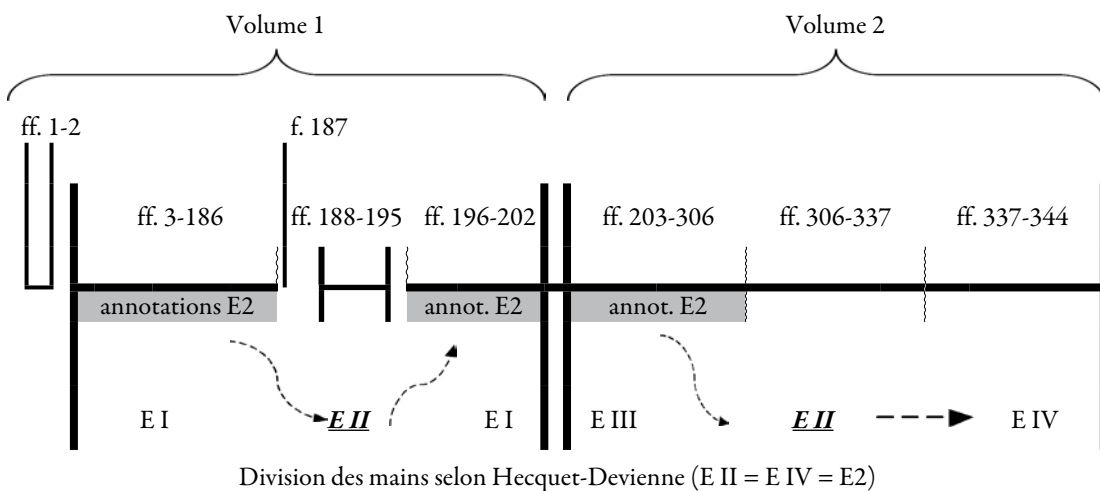 Volume 1 Volume 2
ff. 1-2 f. 187
ff. 3-186 ff. 188-195 ff. 196-202 ff. 203-306 ff. 306-337 ff. 337-344
annotations E2 annot. E2 annot. E2
E I E II E I E III E II E IV
Division des mains selon Hecquet-Devienne (E II = E IV = E2)